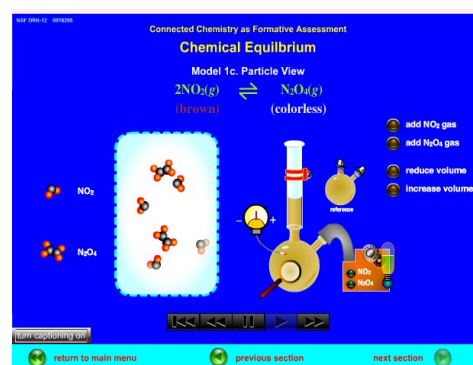 NSF DRK-12 0918295
Connected Chemistry as Formative Assessment
Chemical Equilbrium
Model 1c. Particle View
2NO₂(g) ⇌ N₂O₄(g)
(brown) (colorless)
add NO₂ gas
add N₂O₄ gas
reduce volume
increase volume
NO₂
N₂O₄
reference
- +
NO₂
N₂O₄
turn captioning on
return to main menu
previous section
next section